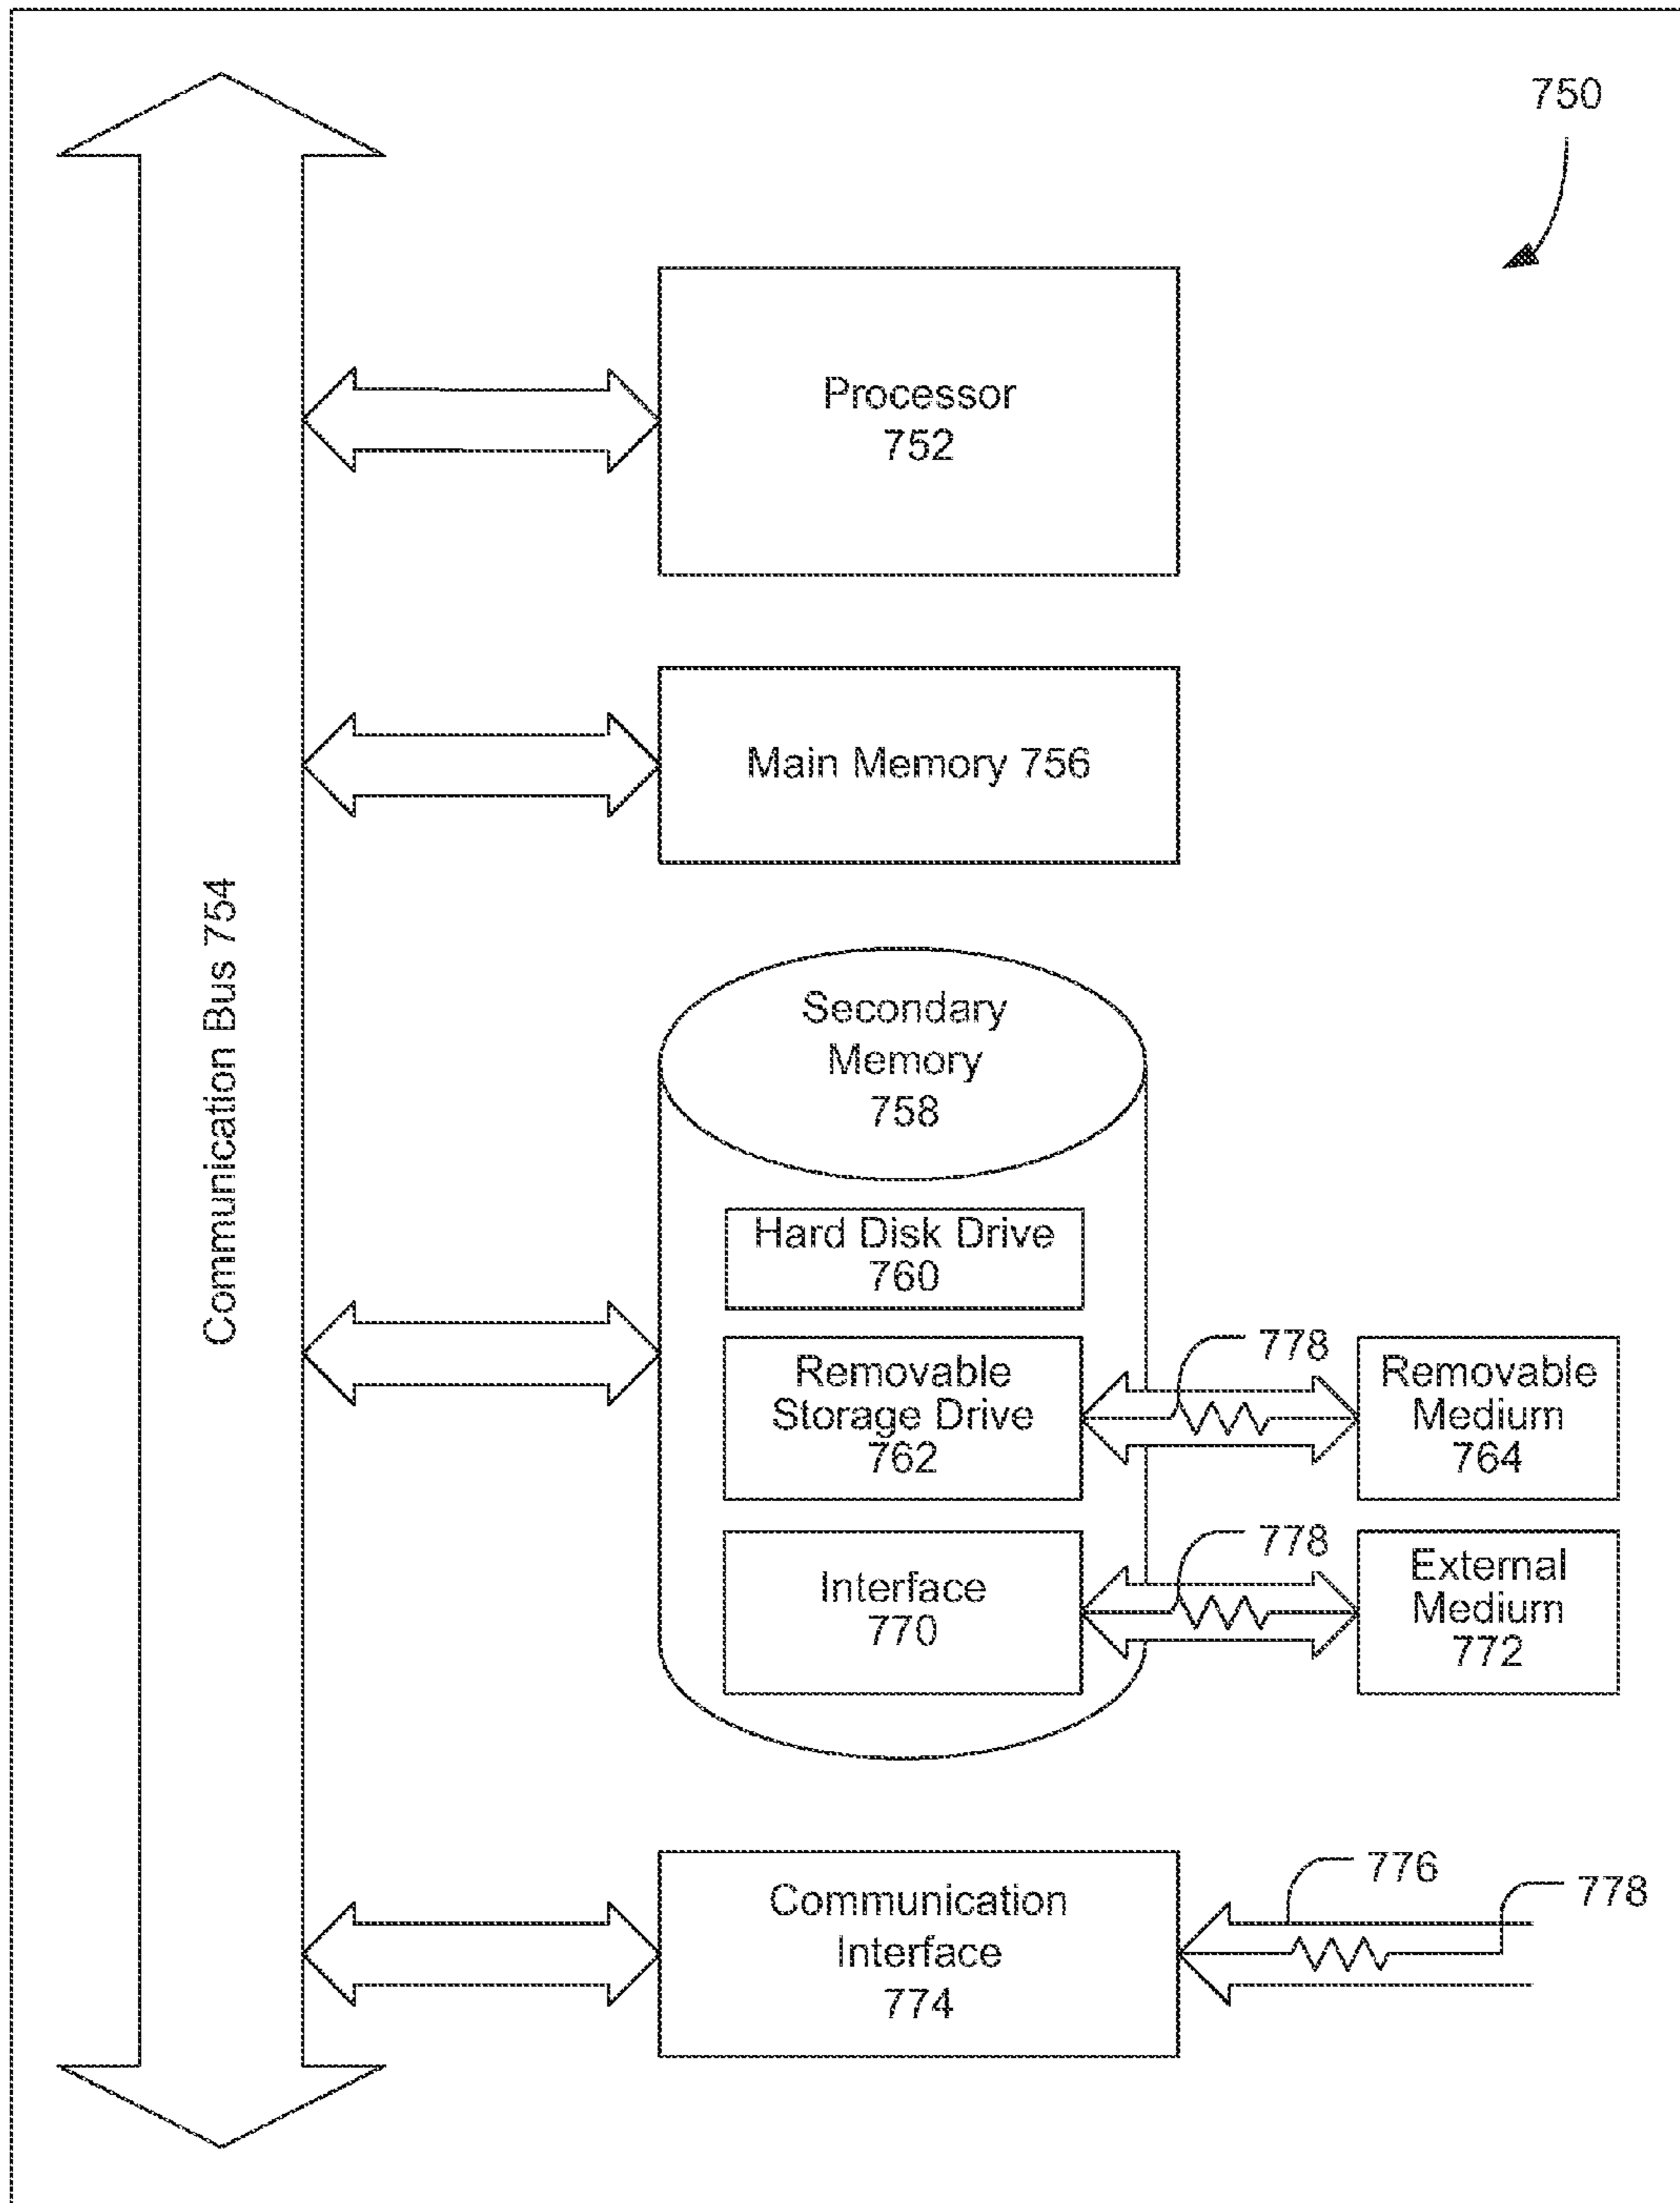 750
Processor
752
Main Memory 756
Communication Bus 754
Secondary
Memory
758
Hard Disk Drive
760
Removable
Storage Drive
762
778
Removable
Medium
764
Interface
770
778
External
Medium
772
Communication
Interface
774
776
778